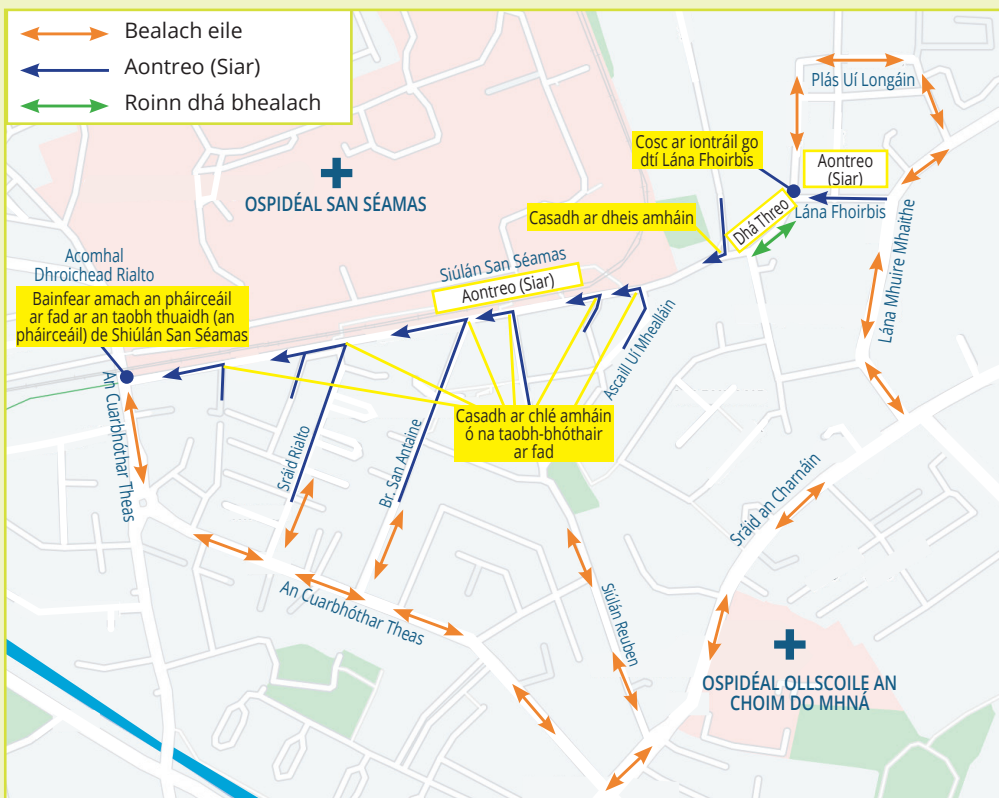 Bealach eile
Aontreo (Siar)
Roinn dhá bhealach
Plás Uí Longáin
Cosc ar iontráil go
dtí Lána Fhoirbis
Aontreo
(Siar)
Lána Fhoirbis
Dhá Threo
OSPIDÉAL SAN SÉAMAS
Casadh ar dheis amháin
Siúlán San Séamas
Aontreo (Siar)
Acomhal
Dhroichead Rialto
Bainfear amach an pháirceáil
ar fad ar an taobh thuaidh (an
pháirceáil) de Shiúlán San Séamas
Lána Mhuire Mhaithe
Ascaill Uí Mhealláin
An Cuarbhóthar Theas
Casadh ar chlé amháin
ó na taobh-bhóthair
ar fad
Sráid Rialto
Br. San Antaine
Sráid an Charnáin
An Cuarbhóthar Theas
Siúlán Reuben
OSPIDÉAL OLLSCOILE AN
CHOIM DO MHNÁ